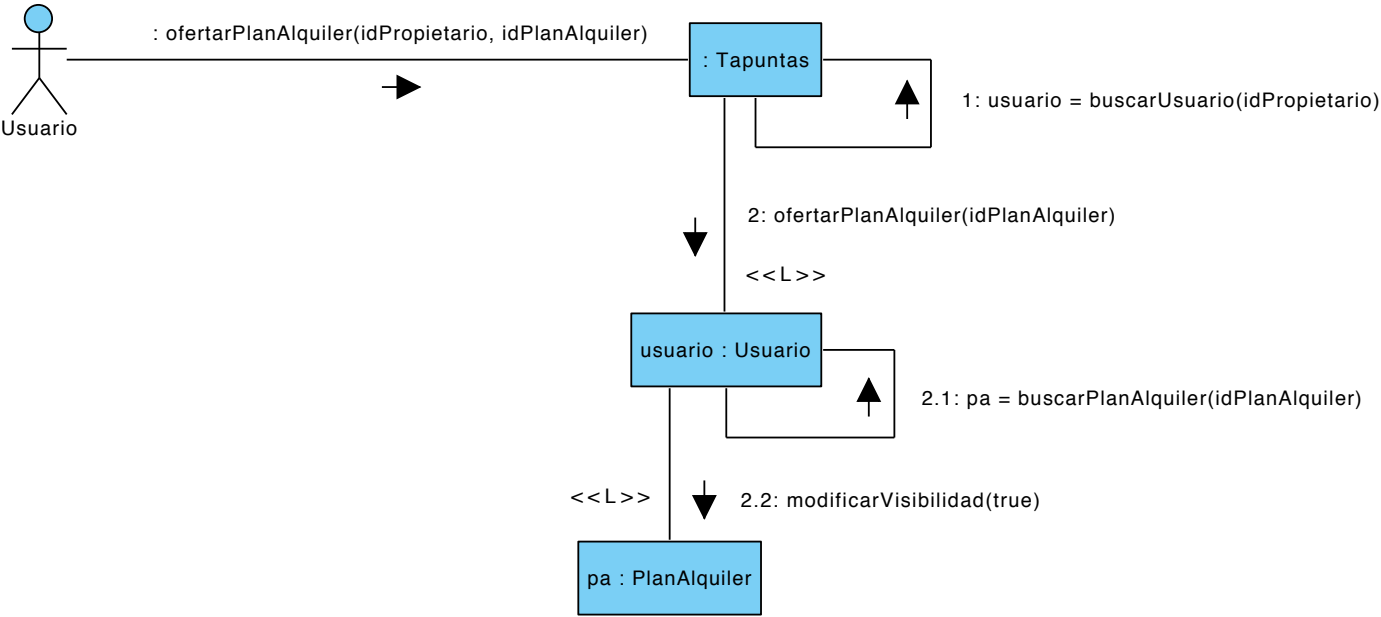 : ofertarPlanAlquiler(idPropietario, idPlanAlquiler)
: Tapuntas
Usuario
1: usuario = buscarUsuario(idPropietario)
2: ofertarPlanAlquiler(idPlanAlquiler)
<<L>>
usuario : Usuario
2.1: pa = buscarPlanAlquiler(idPlanAlquiler)
<<L>>
2.2: modificarVisibilidad(true)
pa : PlanAlquiler